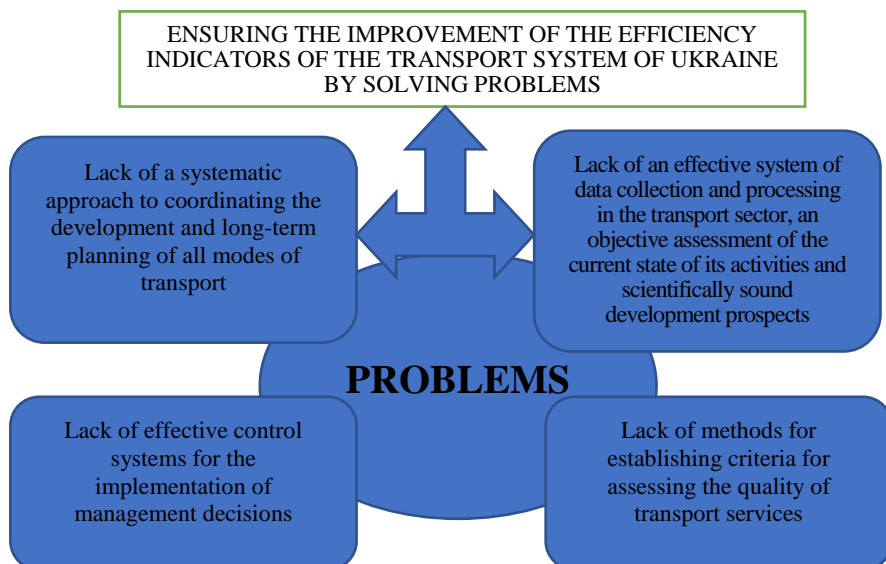 ENSURING THE IMPROVEMENT OF THE EFFICIENCY
INDICATORS OF THE TRANSPORT SYSTEM OF UKRAINE
BY SOLVING PROBLEMS
Lack of a systematic
approach to coordinating the
development and long-term
planning of all modes of
transport
Lack of an effective system of
data collection and processing
in the transport sector, an
objective assessment of the
current state of its activities and
scientifically sound
development prospects
PROBLEMS
Lack of effective control
systems for the
implementation of
management decisions
Lack of methods for
establishing criteria for
assessing the quality of
transport services